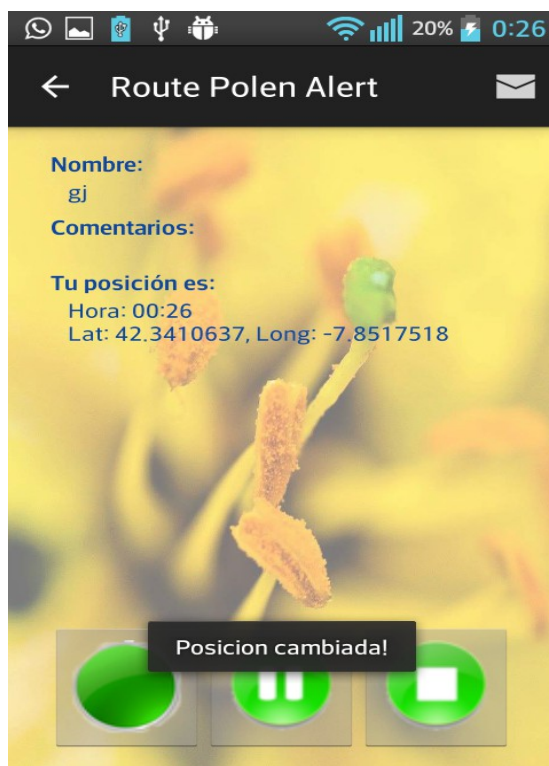 20% 0:26
Route Polen Alert
Nombre:
gj
Comentarios:
Tu posición es:
Hora: 00:26
Lat: 42.3410637, Long: -7.8517518
Posicion cambiada!